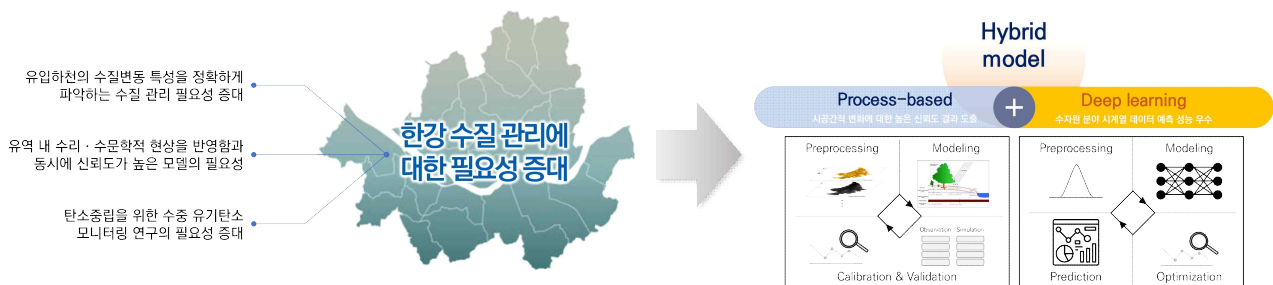 유입하천의 수질변동 특성을 정확하게
파악하는 수질 관리 필요성 증대
유역 내 수리 · 수문학적 현상을 반영함과
동시에 신뢰도가 높은 모델의 필요성
탄소중립을 위한 수중 유기탄소
모니터링 연구의 필요성 증대
한강 수질 관리에
대한 필요성 증대
Hybrid
model
Process-based
시공간적 변화에 대한 높은 신뢰도 결과 도출
+
Deep learning
수자원 분야 시계열 데이터 예측 성능 우수
Preprocessing
Modeling
Observation
Simulation
Calibration & Validation
Preprocessing
Modeling
Prediction
Optimization